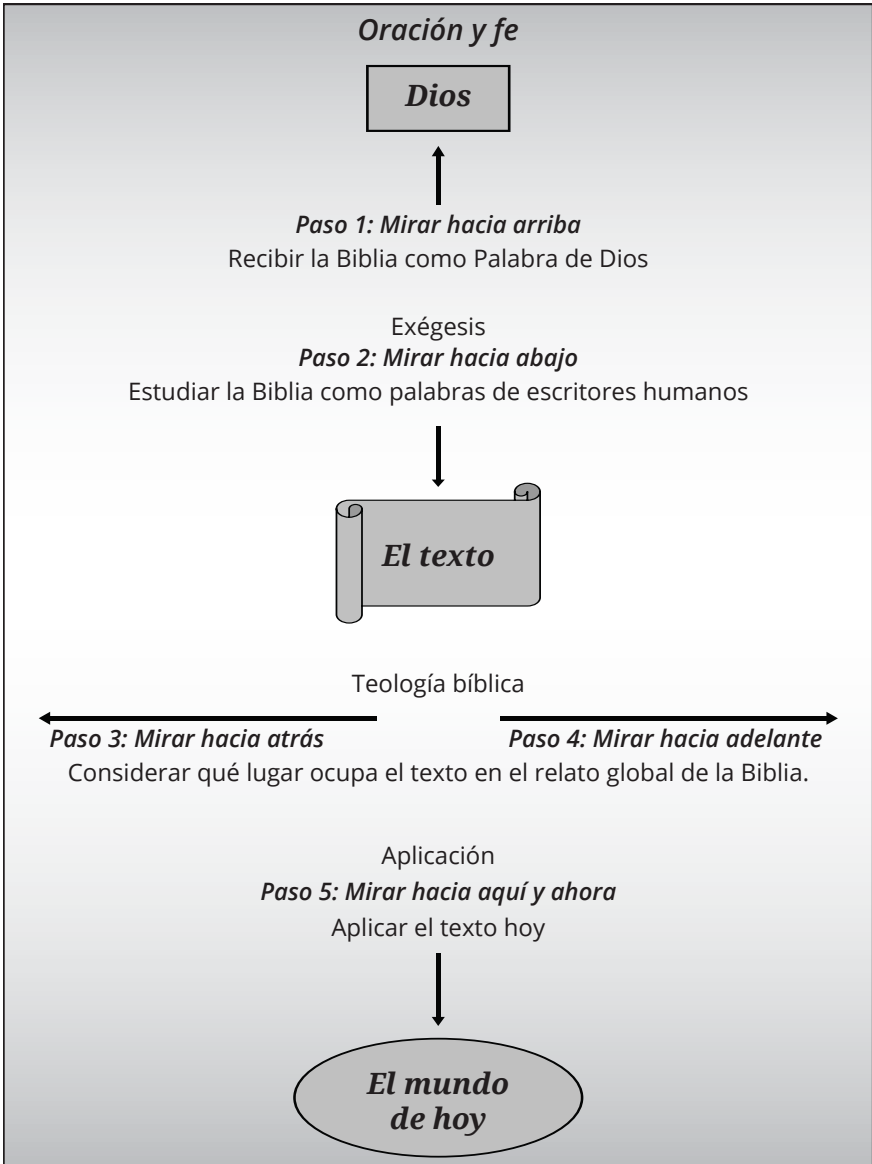 Oración y fe
Dios
Paso 1: Mirar hacia arriba
Recibir la Biblia como Palabra de Dios
Exégesis
Paso 2: Mirar hacia abajo
Estudiar la Biblia como palabras de escritores humanos
El texto
Teología bíblica
Paso 3: Mirar hacia atrás
Paso 4: Mirar hacia adelante
Considerar qué lugar ocupa el texto en el relato global de la Biblia.
Aplicación
Paso 5: Mirar hacia aquí y ahora
Aplicar el texto hoy
El mundo
de hoy